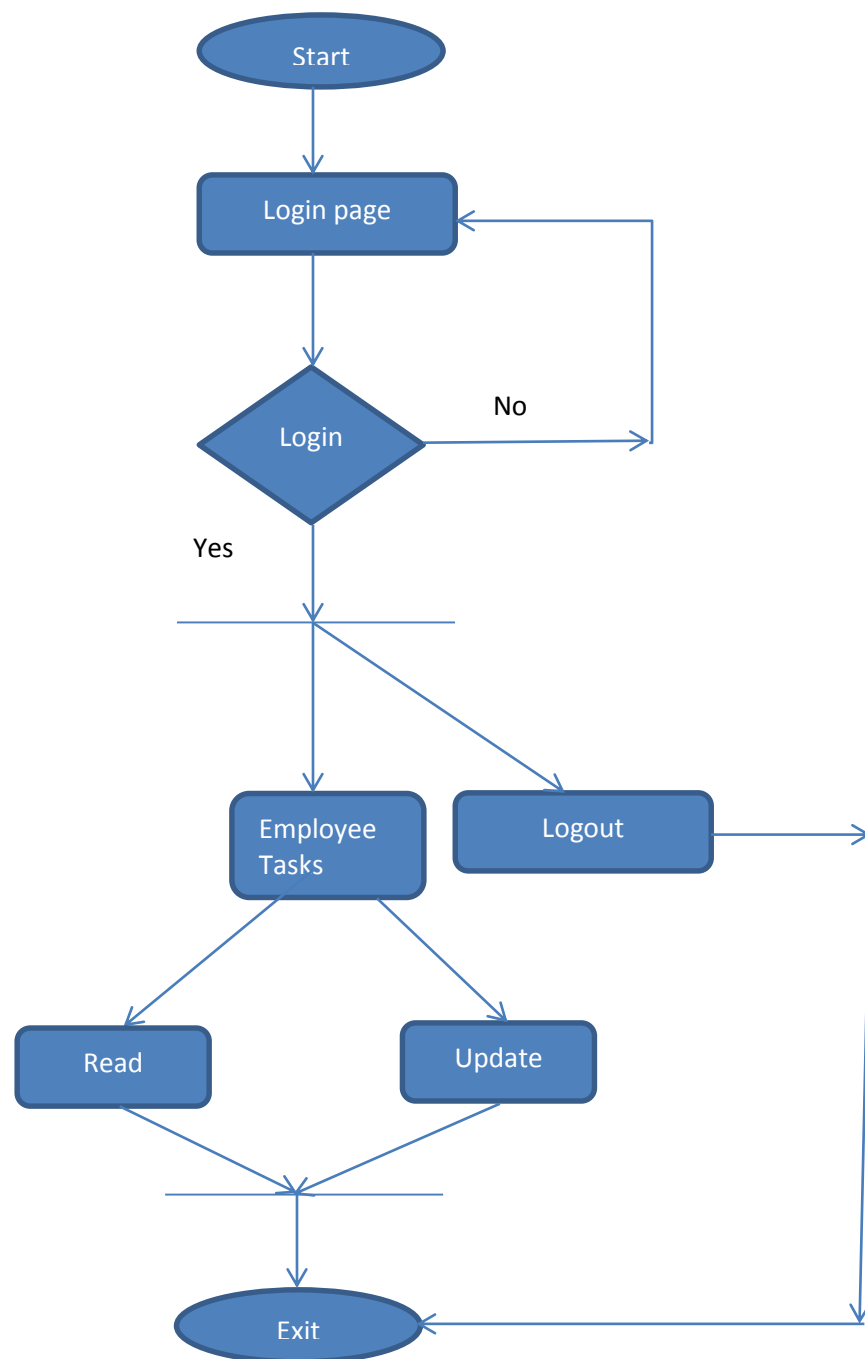 Start
Login page
Login
No
Yes
Employee
Tasks
Logout
Read
Update
Exit